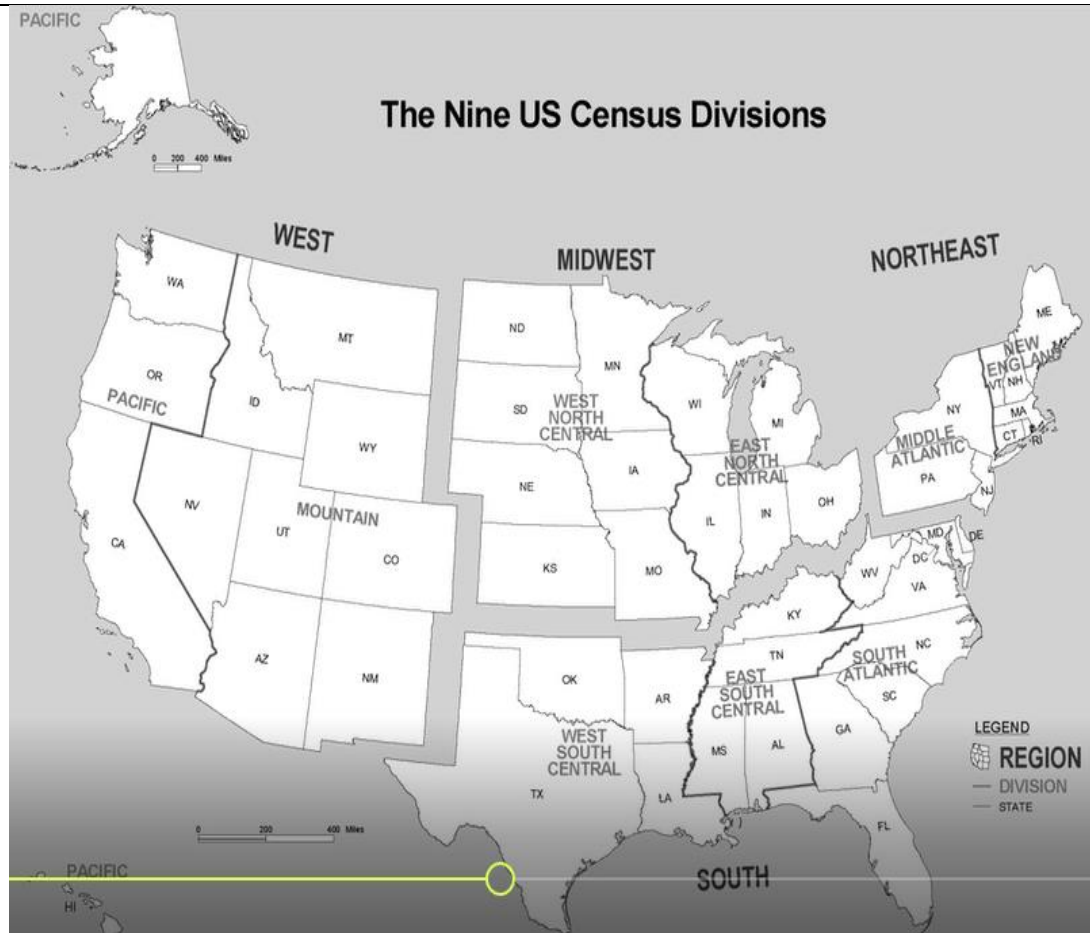 PACIFIC
0 200 400 Miles
The Nine US Census Divisions
WEST
MIDWEST
NORTHEAST
WA
MT
ND
MN
ME
OR
ID
SD
WI
MI
NY
VT
NH
NEW
ENGLAND
MA
CT
RI
PACIFIC
WY
WEST
NORTH
CENTRAL
IA
EAST
NORTH
CENTRAL
MIDDLE
ATLANTIC
PA
NJ
NV
UT
MOUNTAIN
CO
NE
IL
IN
OH
CA
KS
MO
WV
MD
DE
DC
VA
KY
AZ
NM
OK
AR
TN
NC
EAST
SOUTH
CENTRAL
SOUTH
ATLANTIC
SC
WEST
SOUTH
CENTRAL
TX
LA
MS
AL
GA
FL
LEGEND
REGION
DIVISION
STATE
0 200 400 Miles
PACIFIC
HI
SOUTH